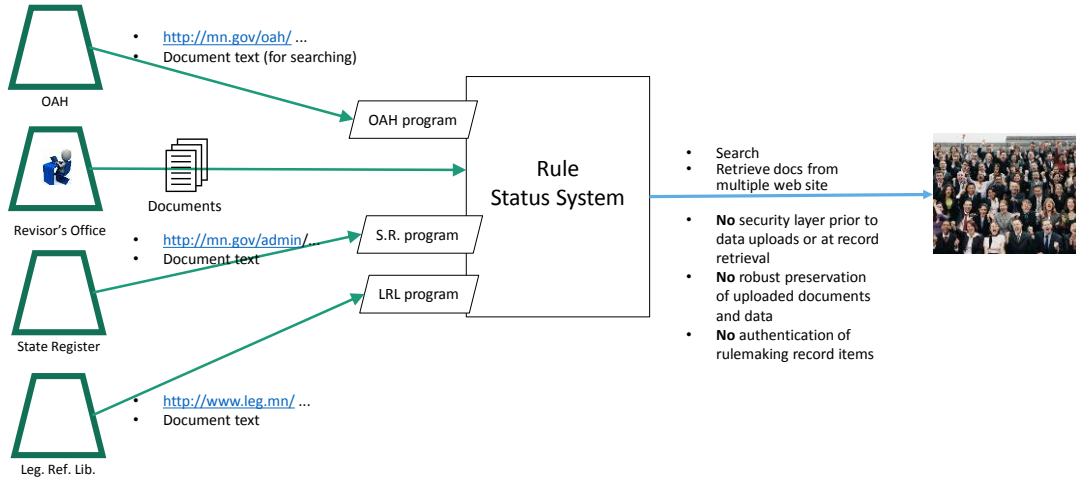 • http://mn.gov/oah/ ...
• Document text (for searching)
OAH
OAH program
Revisor's Office
Documents
• http://mn.gov/admin/...
• Document text
S.R. program
State Register
LRL program
• http://www.leg.mn/ ...
• Document text
Leg. Ref. Lib.
Rule
Status System
• Search
• Retrieve docs from
multiple web site
• No security layer prior to
data uploads or at record
retrieval
• No robust preservation
of uploaded documents
and data
• No authentication of
rulemaking record items